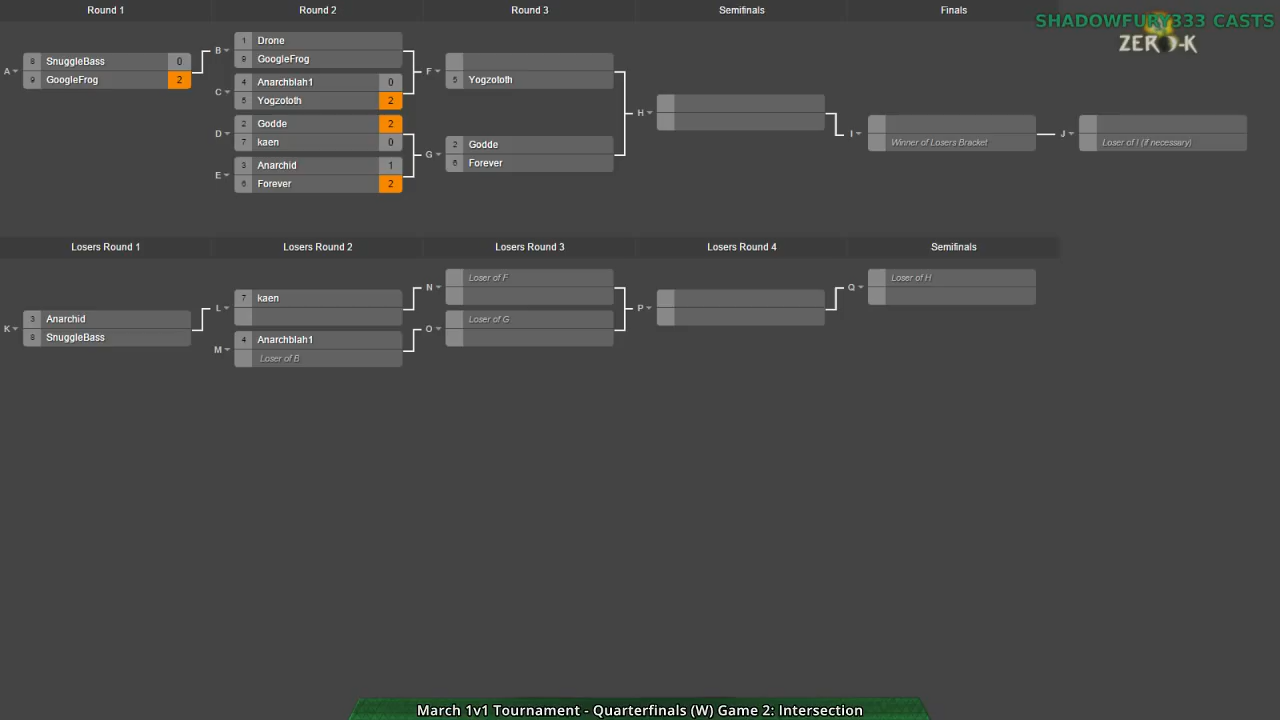 Round 1
Round 2
Round 3
Semifinals
Finals
SHADOWFURY333 CASTS
ZERO-K
A
8 SnuggleBass 0
9 GoogleFrog 2
B
1 Drone
9 GoogleFrog
C
4 Anarchblah1 0
5 Yogzototh 2
D
2 Godde 2
7 kaen 0
E
3 Anarchid 1
6 Forever 2
F
5 Yogzototh
G
2 Godde
6 Forever
H
I
Winner of Losers Bracket
J
Loser of I (if necessary)
Losers Round 1
Losers Round 2
Losers Round 3
Losers Round 4
Semifinals
K
3 Anarchid
8 SnuggleBass
L
7 kaen
M
4 Anarchblah1
Loser of B
N
Loser of F
O
Loser of G
P
Q
Loser of H
March 1v1 Tournament - Quarterfinals (W) Game 2: Intersection